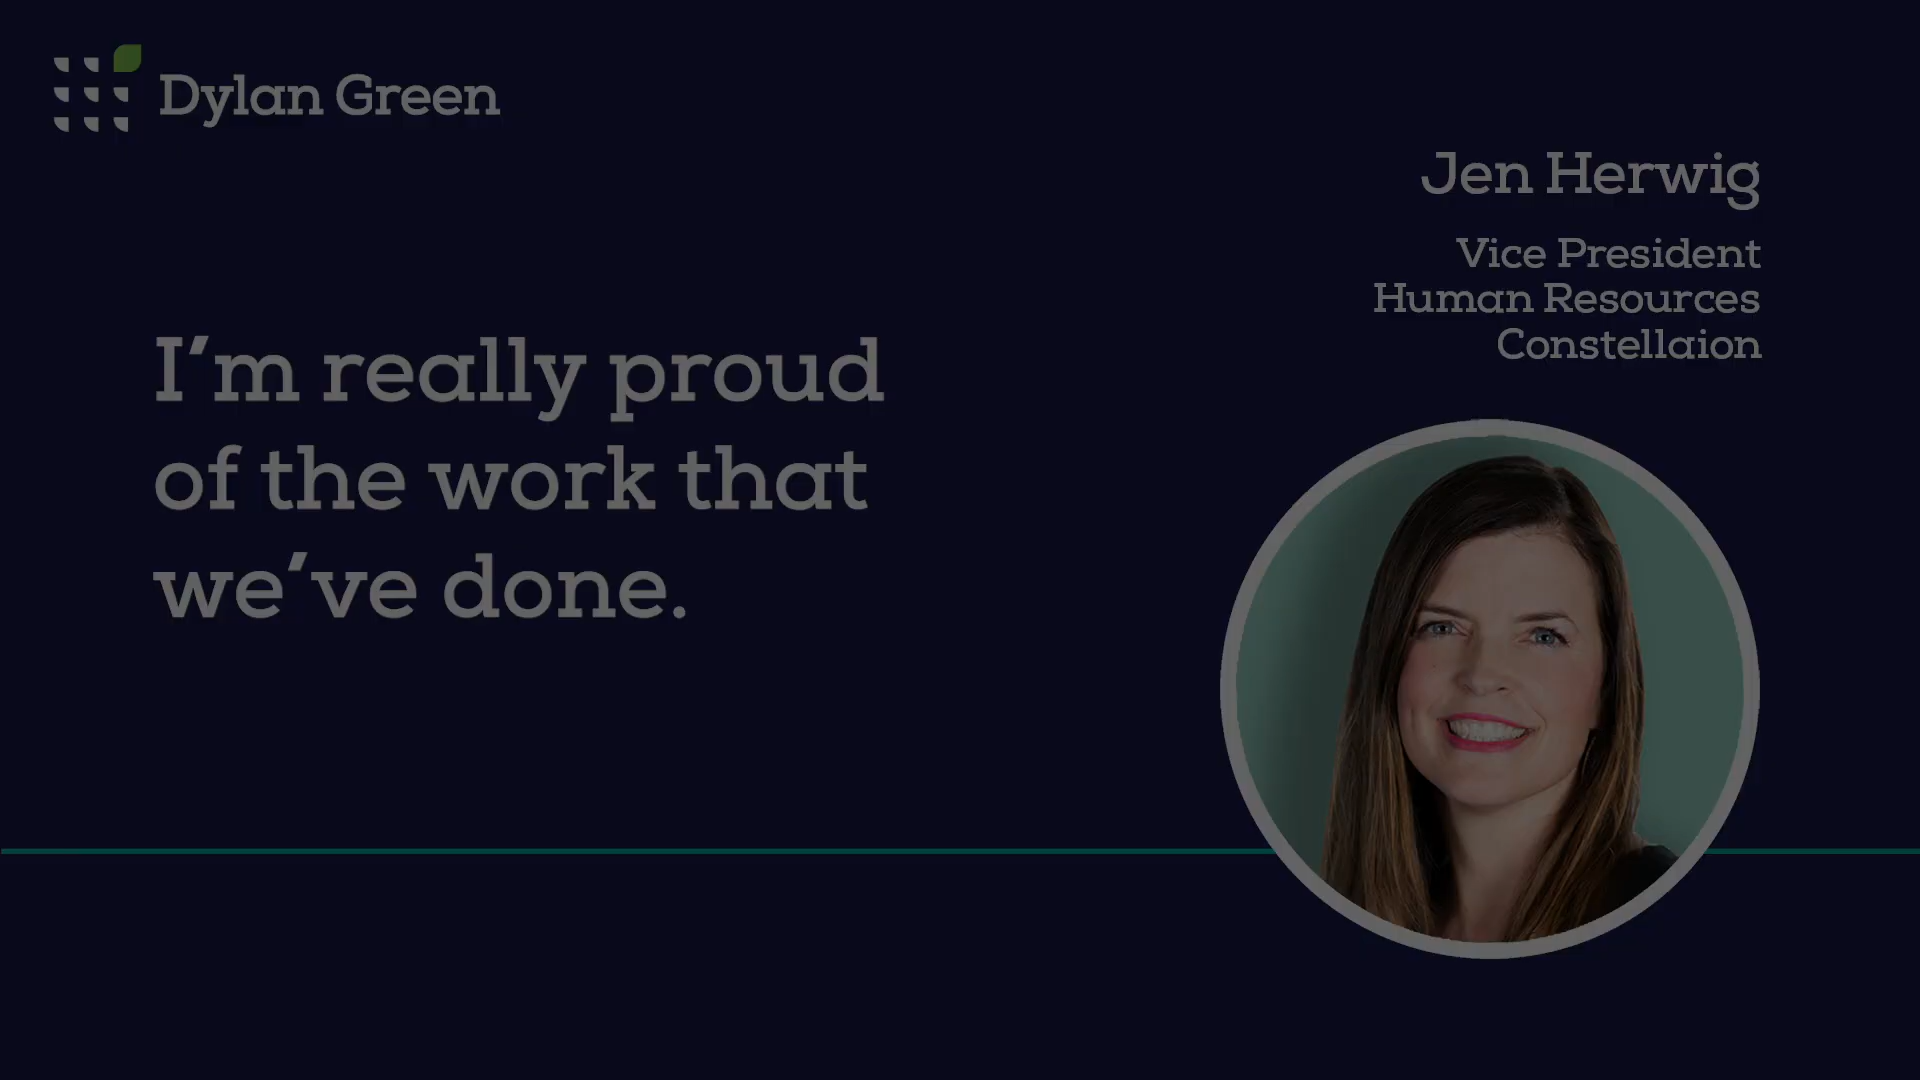 Dylan Green
Jen Herwig
Vice President
Human Resources
Constellaion
I’m really proud
of the work that
we’ve done.